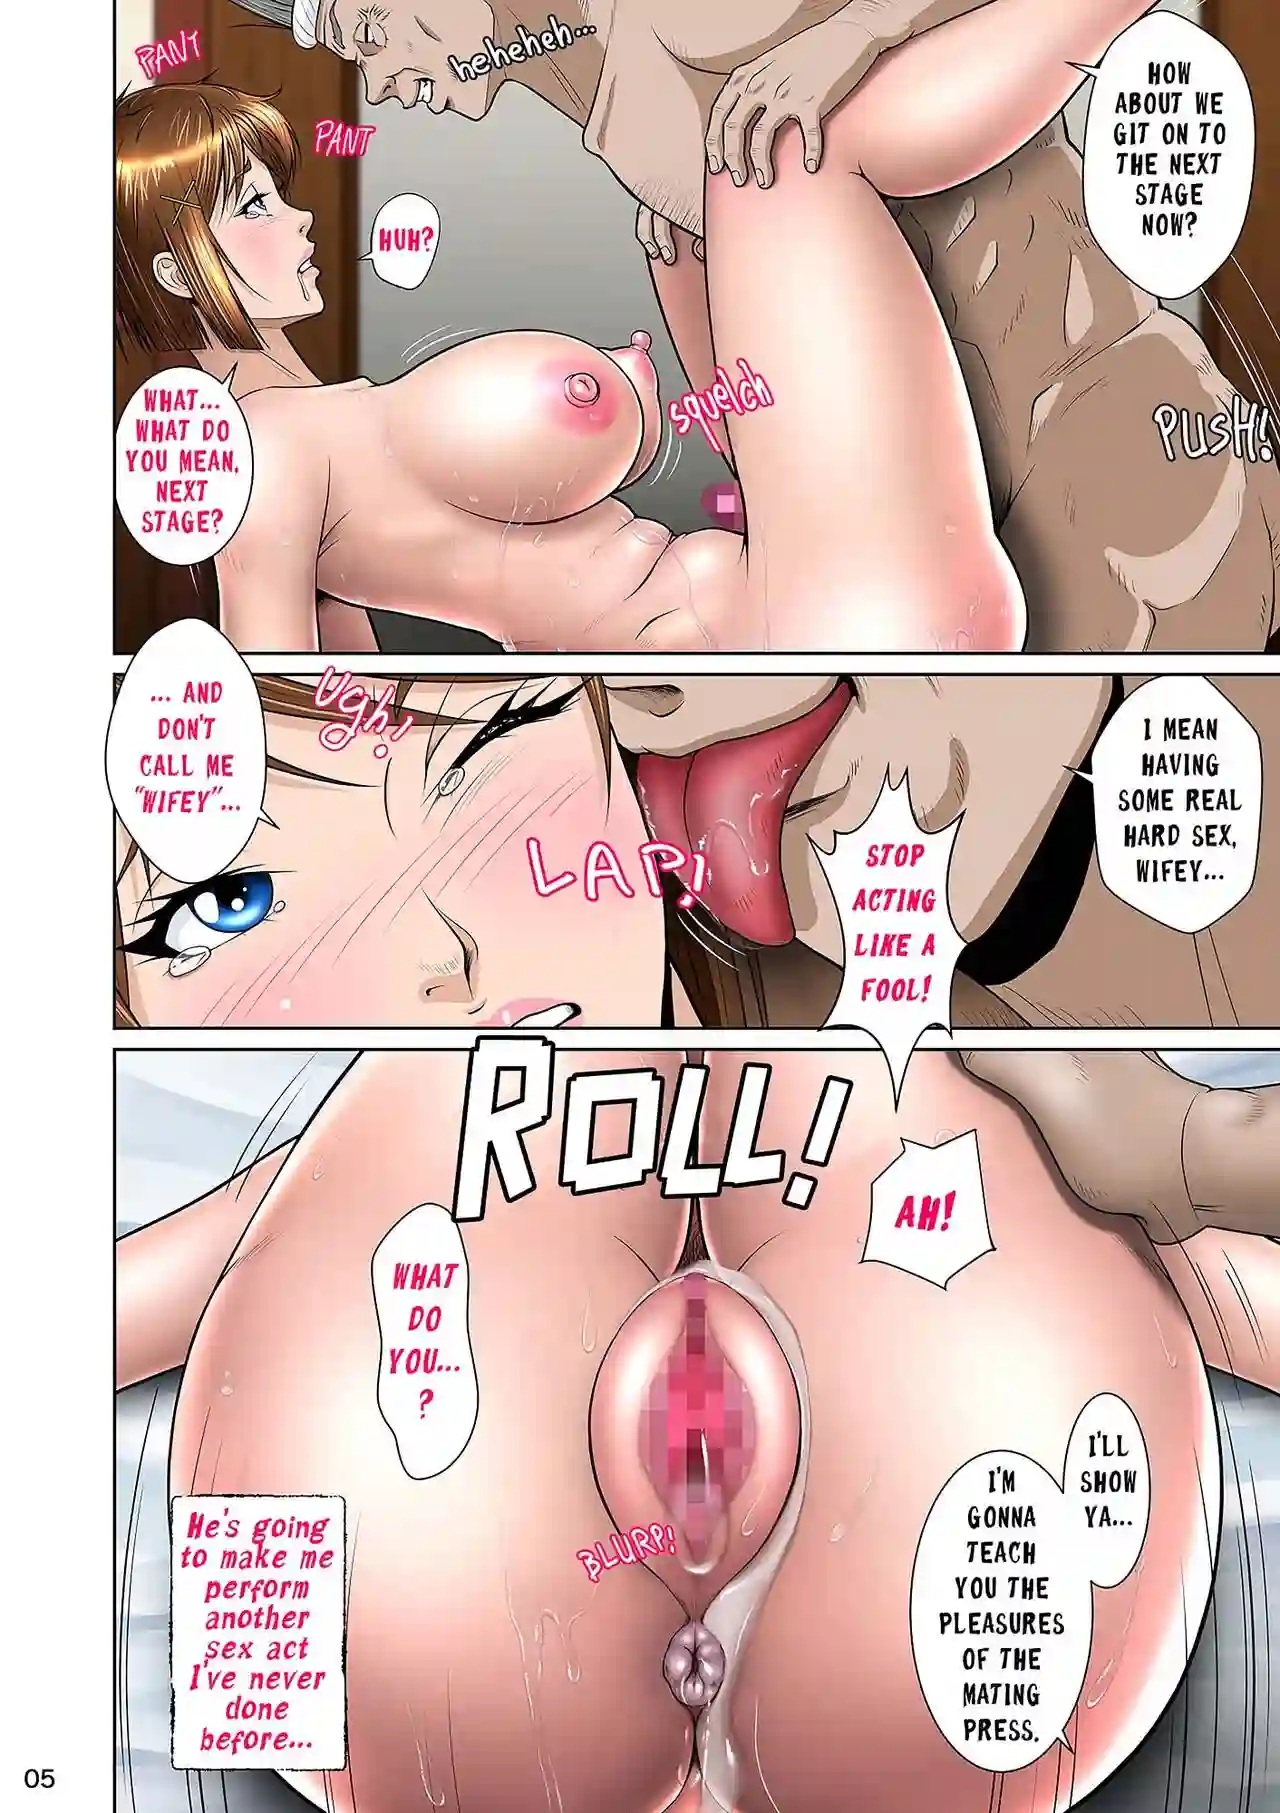 PANT
heheheh...
HOW
ABOUT WE
GIT ON TO
THE NEXT
STAGE
NOW?
PANT
HUH?
WHAT...
WHAT DO
YOU MEAN,
NEXT
STAGE?
squelch
PUSH!
... AND
DON'T
CALL ME
"WIFEY"...
Ugh!
LAP!
I MEAN
HAVING
SOME REAL
HARD SEX,
WIFEY...
STOP
ACTING
LIKE A
FOOL!
ROLL!
AH!
WHAT
DO
YOU...
?
I'LL
SHOW
YA...
I'M
GONNA
TEACH
YOU THE
PLEASURES
OF THE
MATING
PRESS.
BLURP!
He's going
to make me
perform
another
sex act
I've never
done
before...
05